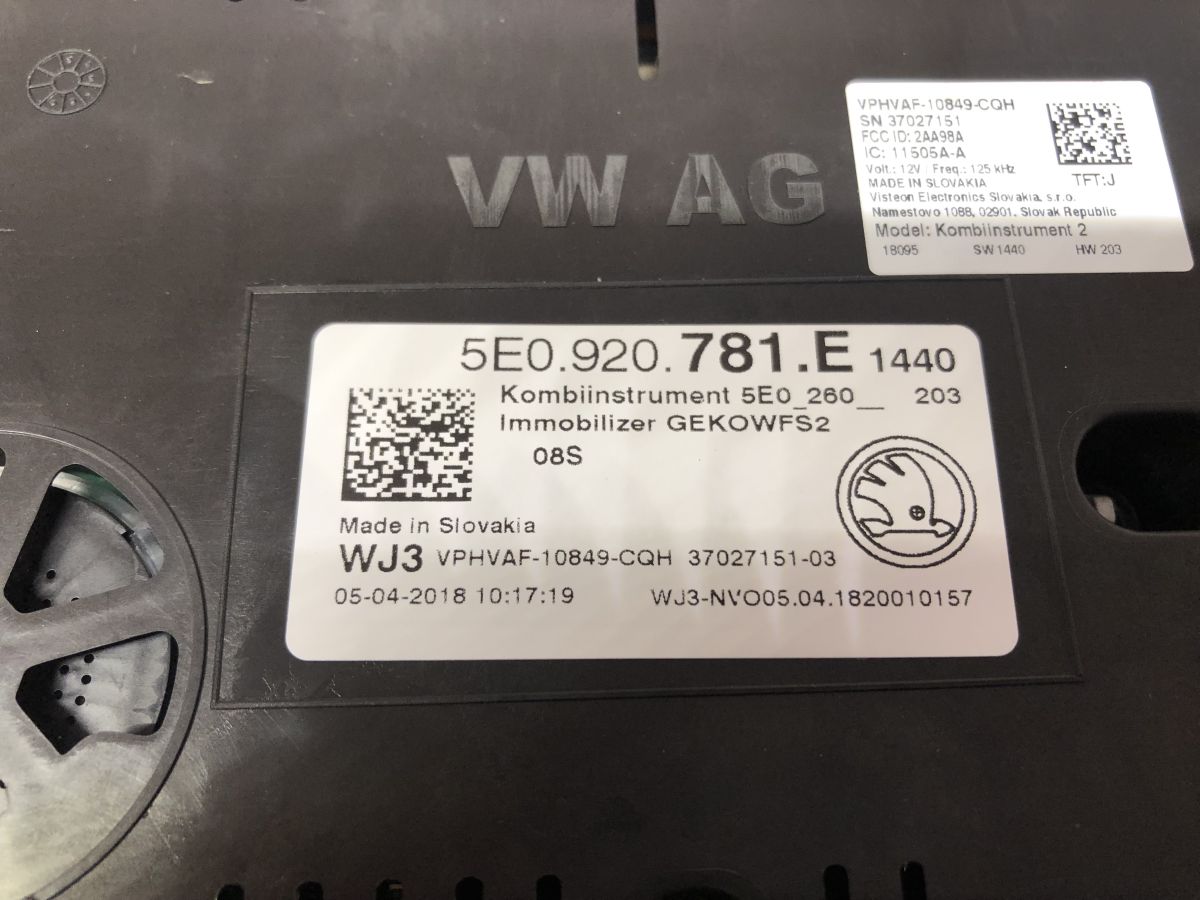 VW AG
VPHVAF-10849-CQH
SN 37027151
FCC ID: 2AA98A
IC: 11505A-A
Volt.: 12V Freq.: 125 kHz
TFT:J
MADE IN SLOVAKIA
Visteon Electronics Slovakia, s.r.o.
Namestovo 1088, 02901, Slovak Republic
Model: Kombiinstrument 2
18095 SW 1440 HW 203
5E0.920.781.E 1440
Kombiinstrument 5E0_260__ 203
Immobilizer GEKOWFS2
08S
Made in Slovakia
WJ3 VPHVAF-10849-CQH 37027151-03
05-04-2018 10:17:19 WJ3-NVO05.04.1820010157